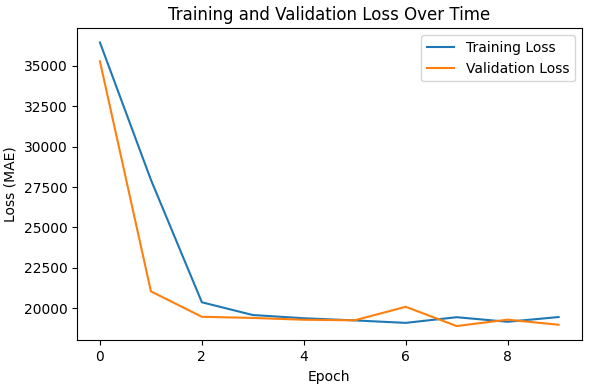 Training and Validation Loss Over Time
Training Loss
Validation Loss
35000
32500
30000
27500
25000
22500
20000
Loss (MAE)
0
2
4
6
8
Epoch